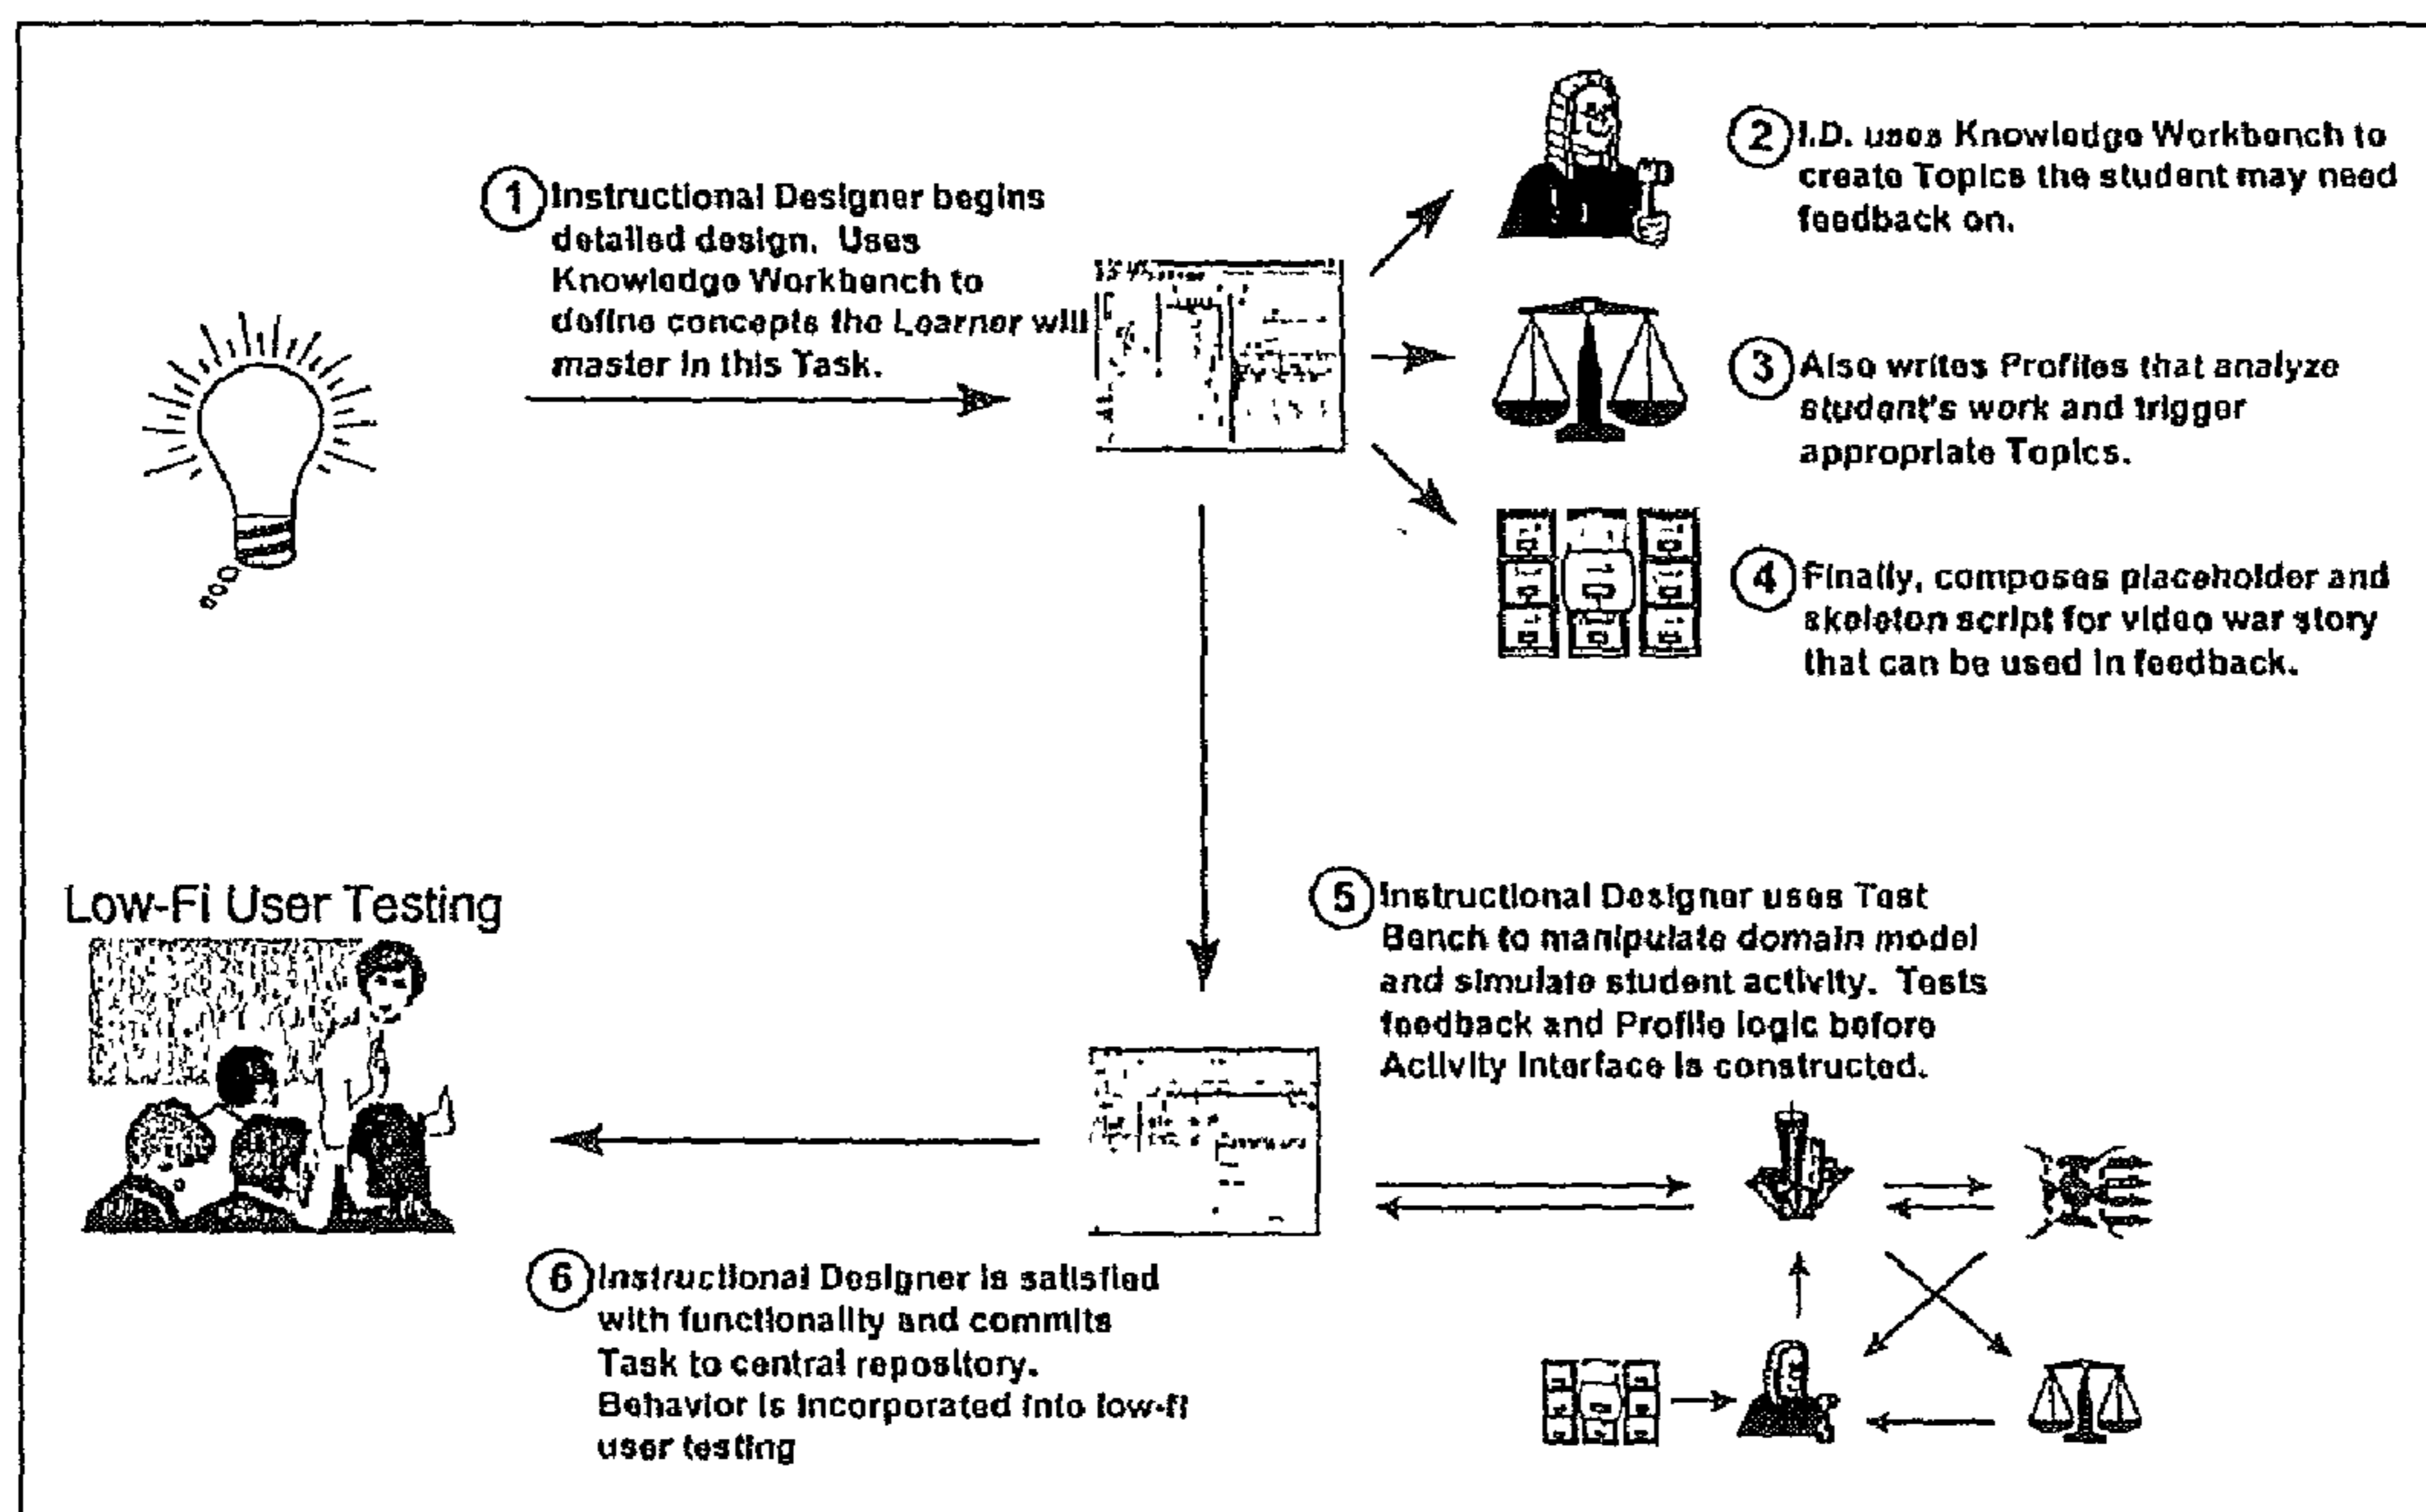 1 Instructional Designer begins
detailed design. Uses
Knowledge Workbench to
define concepts the Learner will
master in this Task.
2 I.D. uses Knowledge Workbench to
create Topics the student may need
feedback on.
3 Also writes Profiles that analyze
student's work and trigger
appropriate Topics.
4 Finally, composes placeholder and
skeleton script for video war story
that can be used in feedback.
5 Instructional Designer uses Test
Bench to manipulate domain model
and simulate student activity. Tests
feedback and Profile logic before
Activity Interface is constructed.
Low-Fi User Testing
6 Instructional Designer is satisfied
with functionality and commits
Task to central repository.
Behavior is incorporated into low-fi
user testing